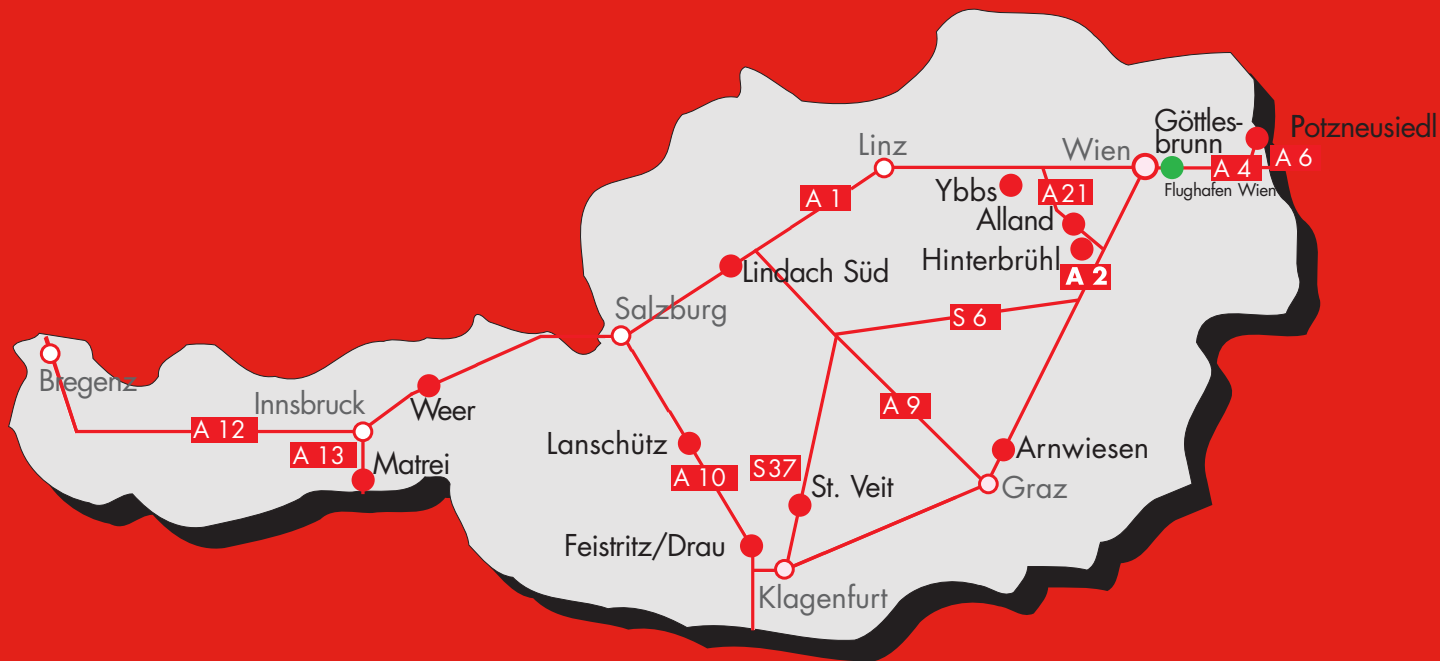 Göttles-
brunn
Potzneusiedl
Linz
Wien
A 4
A 6
Flughafen Wien
Ybbs
A21
A 1
Alland
Hinterbrühl
A 2
Lindach Süd
Salzburg
S 6
Bregenz
Innsbruck
Weer
A 9
A 12
A 13
Matrei
Lanschütz
A 10
S37
St. Veit
Arnwiesen
Graz
Feistritz/Drau
Klagenfurt